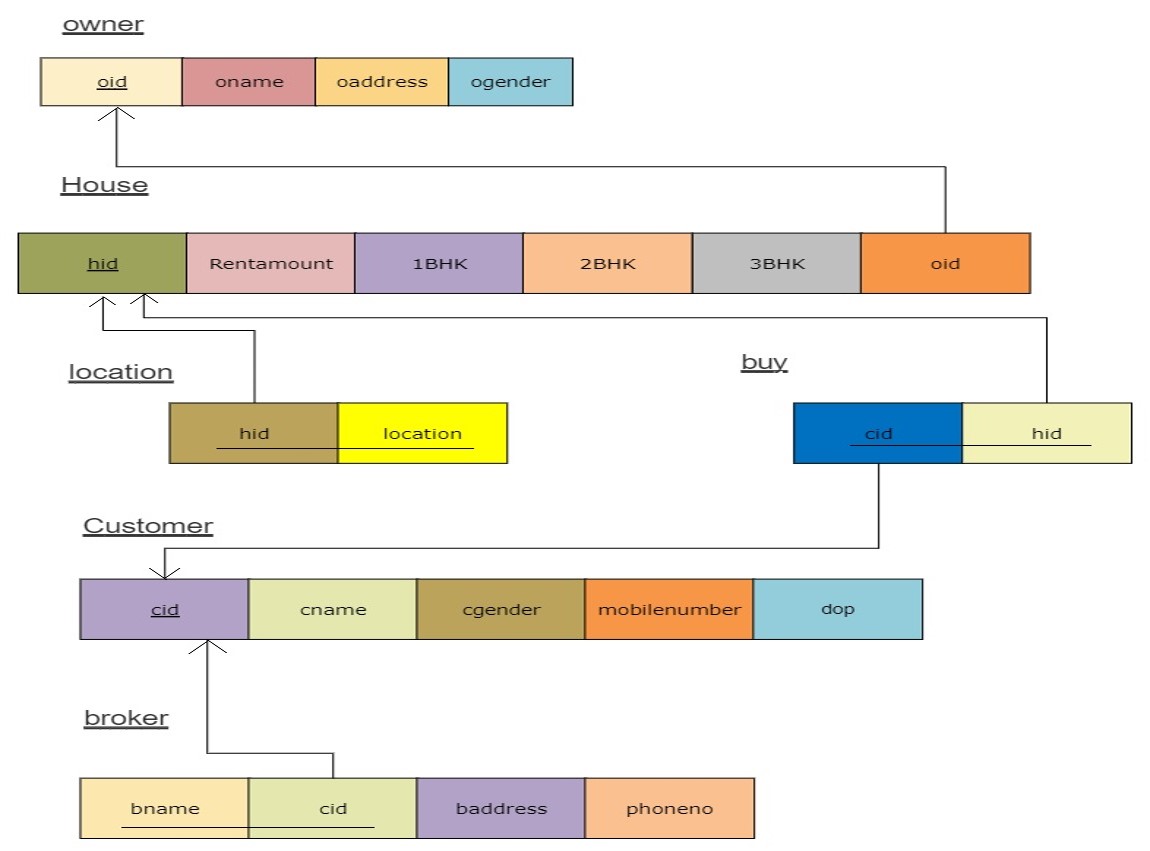 owner
oid oname oaddress ogender
House
hid Rentamount 1BHK 2BHK 3BHK oid
location
buy
hid location
cid hid
Customer
cid cname cgender mobilenumber dop
broker
bname cid baddress phoneno